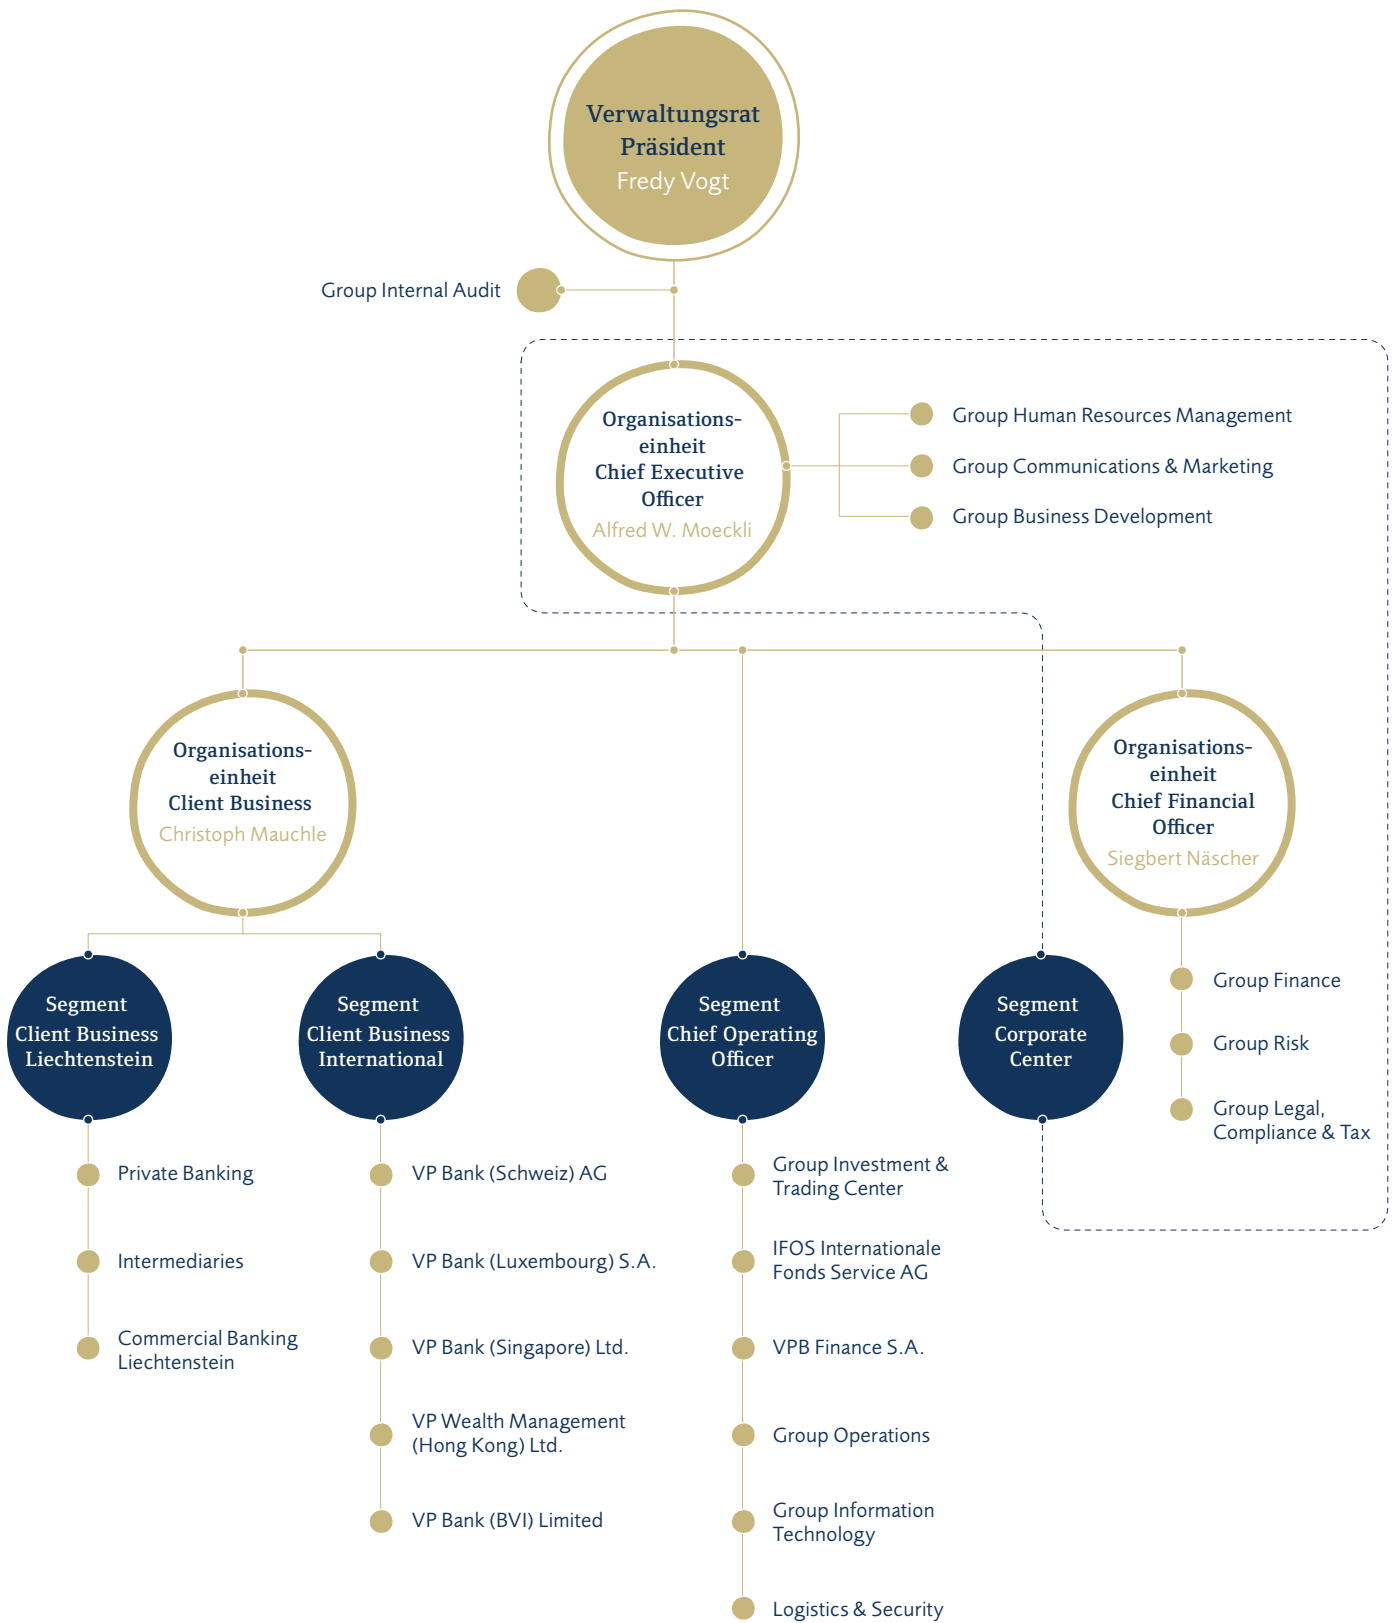 Verwaltungsrat
Präsident
Fredy Vogt
Group Internal Audit
Organisations-
einheit
Chief Executive
Officer
Alfred W. Moeckli
Group Human Resources Management
Group Communications & Marketing
Group Business Development
Organisations-
einheit
Client Business
Christoph Mauchle
Organisations-
einheit
Chief Financial
Officer
Siegbert Näscher
Segment
Client Business
Liechtenstein
Private Banking
Intermediaries
Commercial Banking
Liechtenstein
Segment
Client Business
International
VP Bank (Schweiz) AG
VP Bank (Luxembourg) S.A.
VP Bank (Singapore) Ltd.
VP Wealth Management
(Hong Kong) Ltd.
VP Bank (BVI) Limited
Segment
Chief Operating
Officer
Group Investment &
Trading Center
IFOS Internationale
Fonds Service AG
VPB Finance S.A.
Group Operations
Group Information
Technology
Logistics & Security
Segment
Corporate
Center
Group Finance
Group Risk
Group Legal,
Compliance & Tax